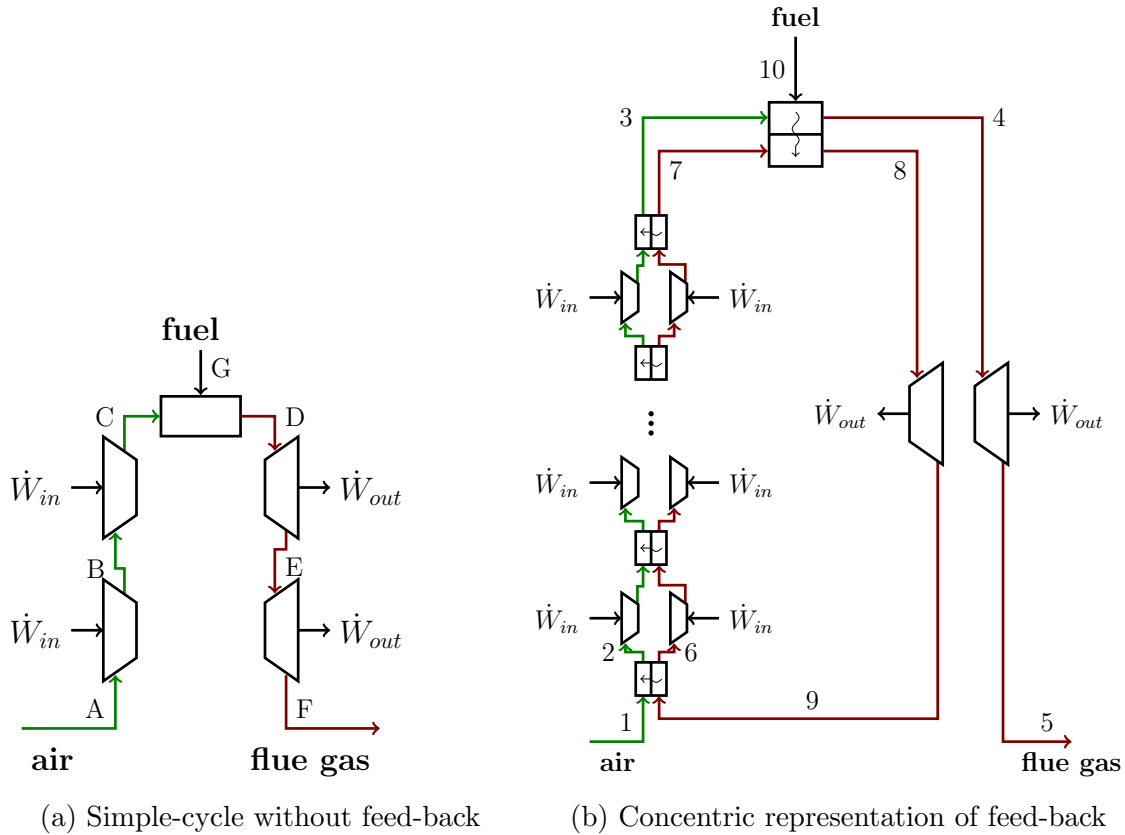 fuel
G
C
D
Ẇin
Ẇout
B
E
Ẇin
Ẇout
A
F
air
flue gas
(a) Simple-cycle without feed-back
fuel
10
3
4
7
8
Ẇin
Ẇin
Ẇout
Ẇout
Ẇin
Ẇin
Ẇin
Ẇin
2
6
1
9
5
air
flue gas
(b) Concentric representation of feed-back